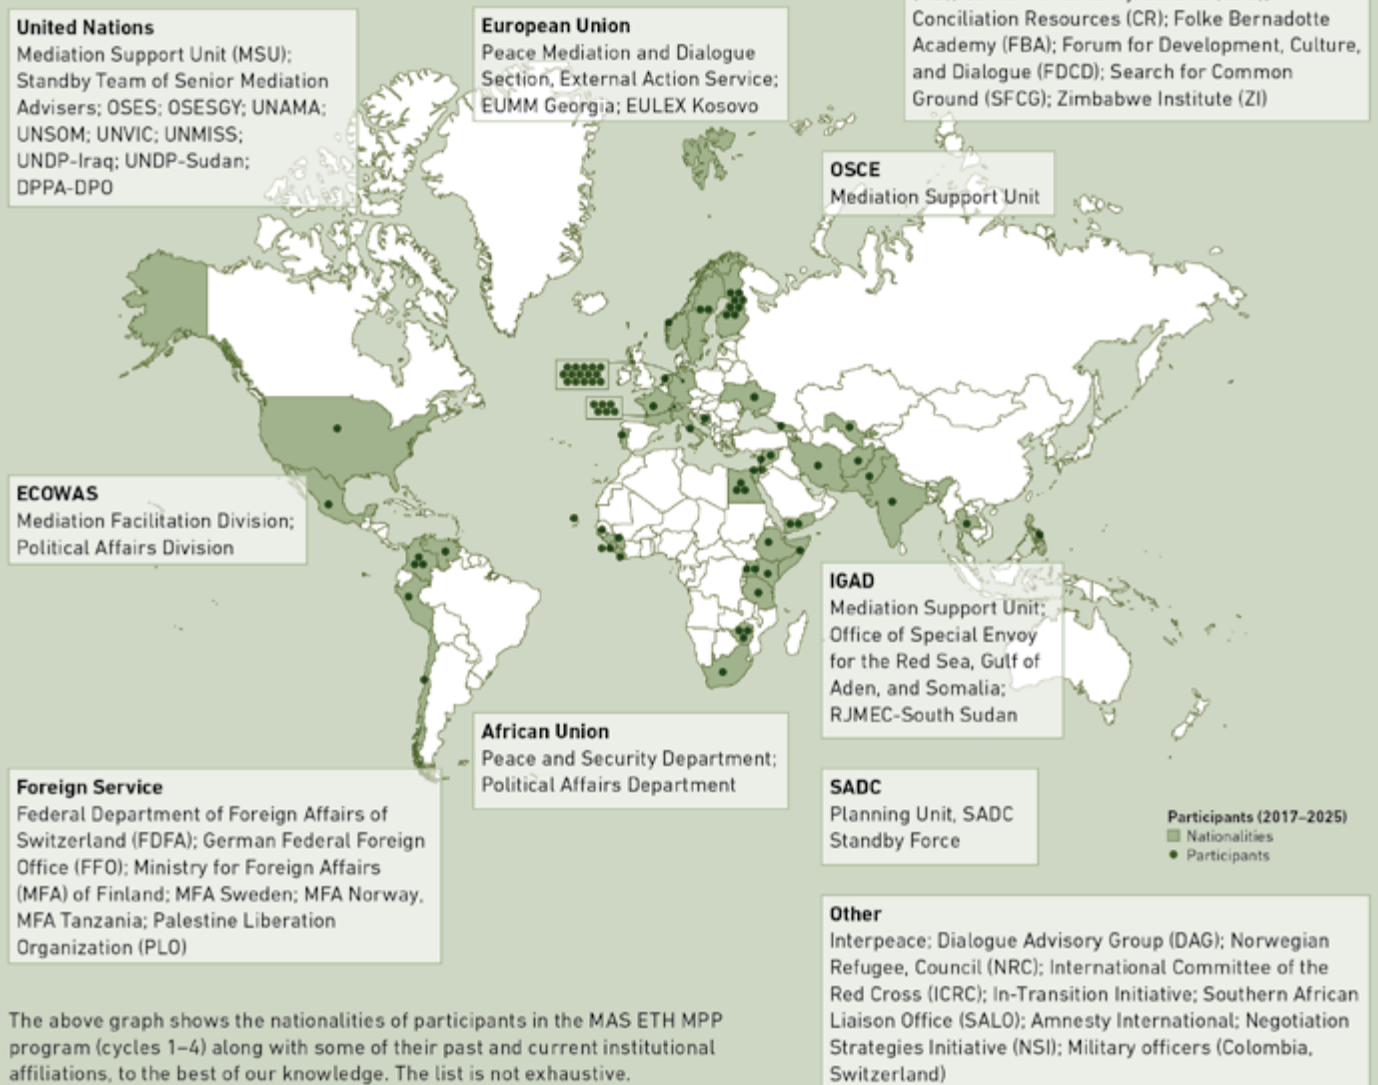 United Nations
Mediation Support Unit (MSU);
Standby Team of Senior Mediation
Advisers; OSES; OSESGY; UNAMA;
UNSOM; UNVIC; UNMISS;
UNDP-Iraq; UNDP-Sudan;
DPPA-DPO
European Union
Peace Mediation and Dialogue
Section, External Action Service;
EUMM Georgia; EULEX Kosovo
Conciliation Resources (CR); Folke Bernadotte
Academy (FBA); Forum for Development, Culture,
and Dialogue (FDCD); Search for Common
Ground (SFCG); Zimbabwe Institute (ZI)
OSCE
Mediation Support Unit
ECOWAS
Mediation Facilitation Division;
Political Affairs Division
IGAD
Mediation Support Unit;
Office of Special Envoy
for the Red Sea, Gulf of
Aden, and Somalia;
RJMEC-South Sudan
African Union
Peace and Security Department;
Political Affairs Department
Foreign Service
Federal Department of Foreign Affairs of
Switzerland (FDFA); German Federal Foreign
Office (FFO); Ministry for Foreign Affairs
(MFA) of Finland; MFA Sweden; MFA Norway,
MFA Tanzania; Palestine Liberation
Organization (PLO)
SADC
Planning Unit, SADC
Standby Force
Participants (2017–2025)
Nationalities
Participants
Other
Interpeace; Dialogue Advisory Group (DAG); Norwegian
Refugee, Council (NRC); International Committee of the
Red Cross (ICRC); In-Transition Initiative; Southern African
Liaison Office (SALO); Amnesty International; Negotiation
Strategies Initiative (NSI); Military officers (Colombia,
Switzerland)
The above graph shows the nationalities of participants in the MAS ETH MPP
program (cycles 1–4) along with some of their past and current institutional
affiliations, to the best of our knowledge. The list is not exhaustive.